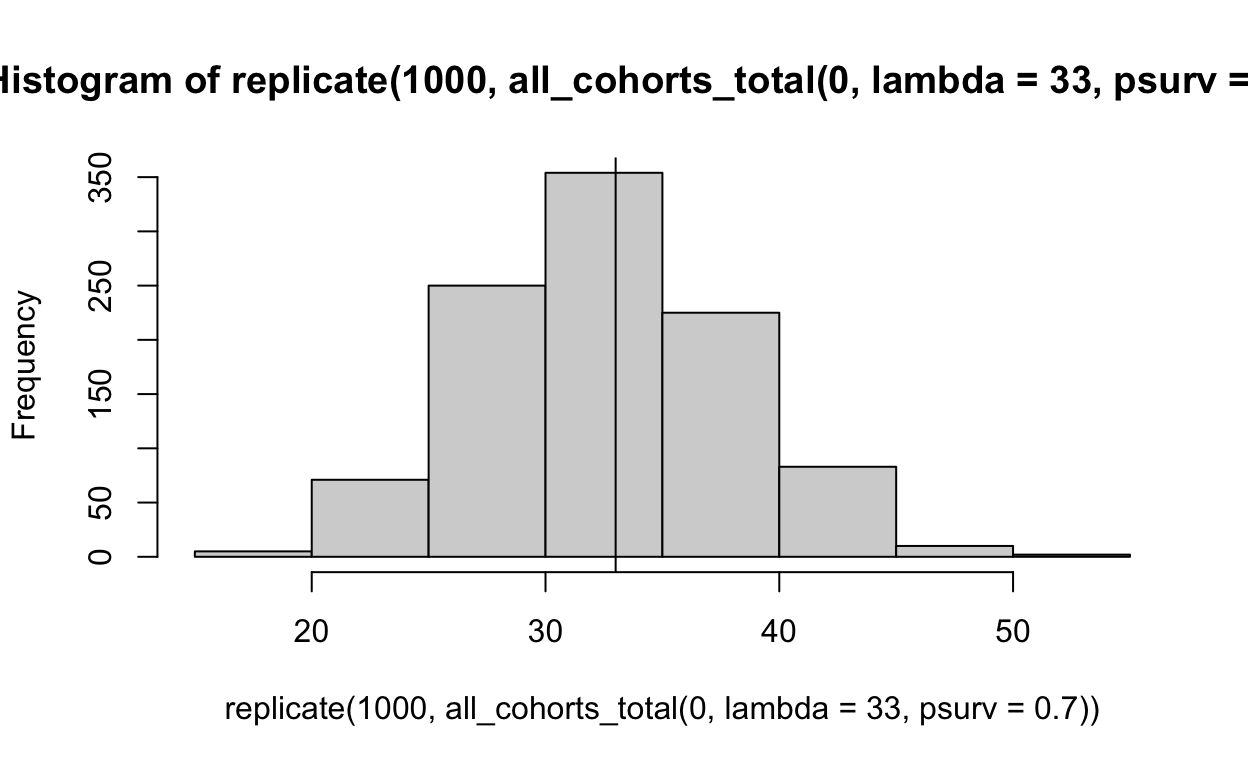 Histogram of replicate(1000, all_cohorts_total(0, lambda = 33, psurv =
Frequency
350
250
150
50
0
20 30 40 50
replicate(1000, all_cohorts_total(0, lambda = 33, psurv = 0.7))